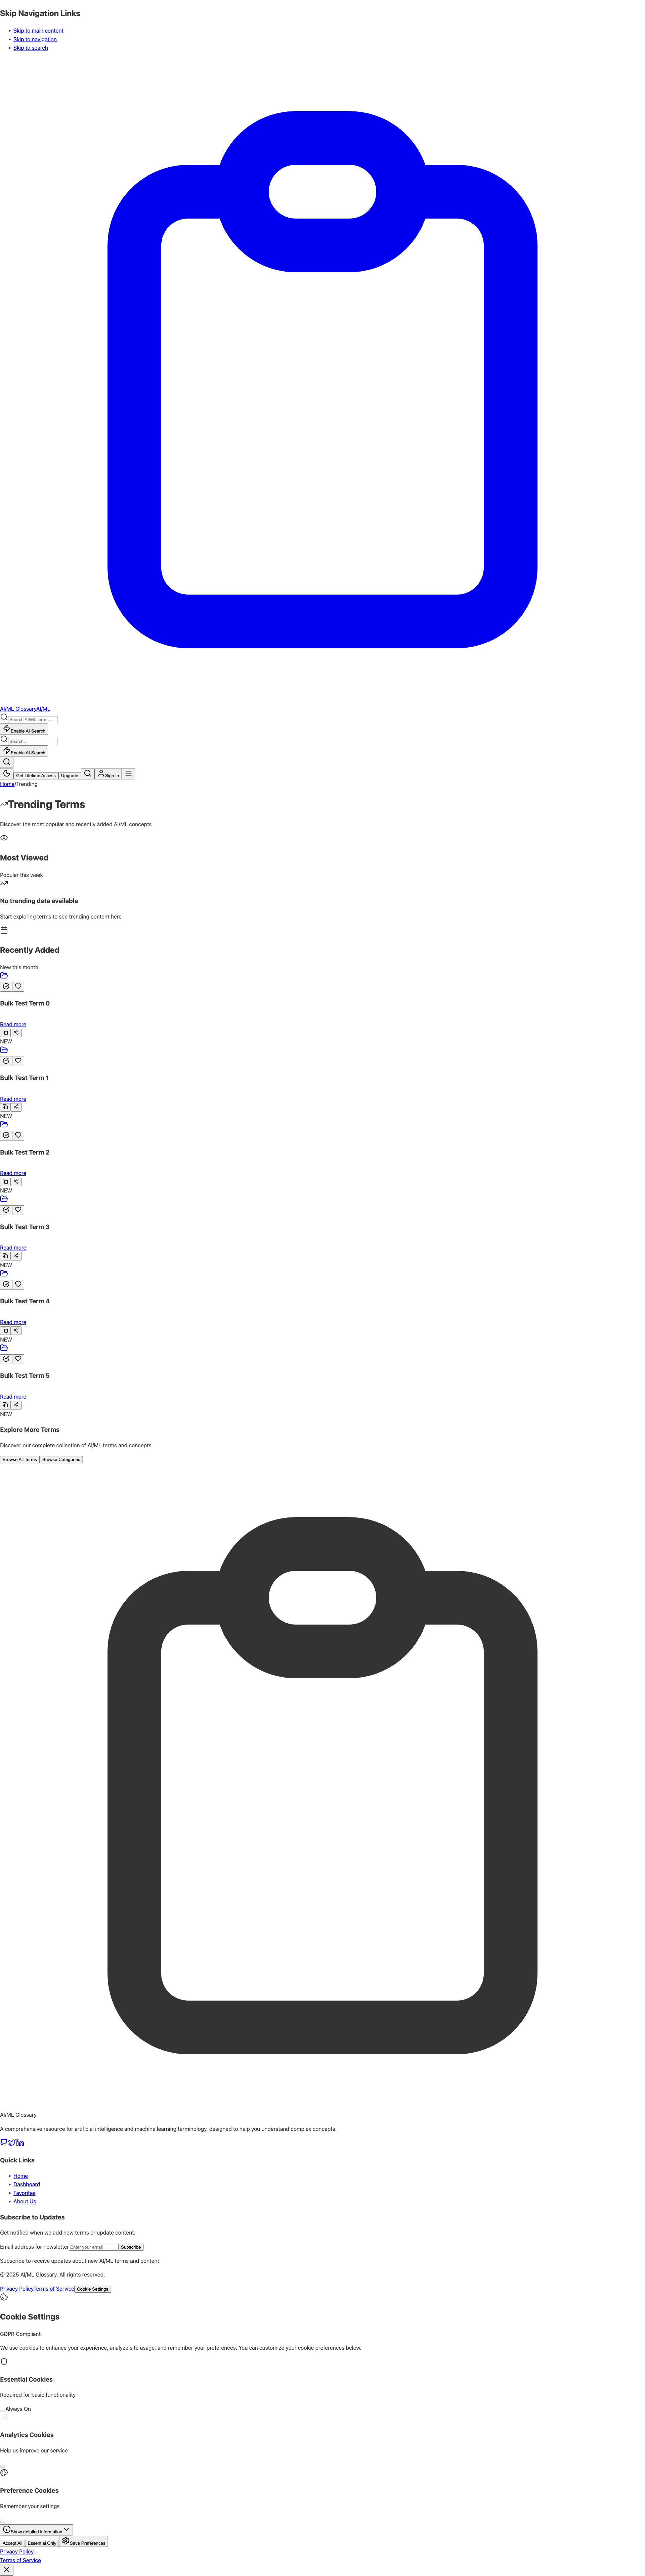 Skip Navigation Links
Skip to main content
Skip to navigation
Skip to search
AI/ML GlossaryAI/ML
Search AI/ML terms...
Enable AI Search
Search...
Enable AI Search
Get Lifetime Access Upgrade Sign In
Home/Trending
Trending Terms
Discover the most popular and recently added AI/ML concepts
Most Viewed
Popular this week
No trending data available
Start exploring terms to see trending content here
Recently Added
New this month
Bulk Test Term 0
Read more
NEW
Bulk Test Term 1
Read more
NEW
Bulk Test Term 2
Read more
NEW
Bulk Test Term 3
Read more
NEW
Bulk Test Term 4
Read more
NEW
Bulk Test Term 5
Read more
NEW
Explore More Terms
Discover our complete collection of AI/ML terms and concepts
Browse All Terms Browse Categories
AI/ML Glossary
A comprehensive resource for artificial intelligence and machine learning terminology, designed to help you understand complex concepts.
Quick Links
Home
Dashboard
Favorites
About Us
Subscribe to Updates
Get notified when we add new terms or update content.
Email address for newsletter Enter your email Subscribe
Subscribe to receive updates about new AI/ML terms and content
© 2025 AI/ML Glossary. All rights reserved.
Privacy PolicyTerms of Service Cookie Settings
Cookie Settings
GDPR Compliant
We use cookies to enhance your experience, analyze site usage, and remember your preferences. You can customize your cookie preferences below.
Essential Cookies
Required for basic functionality
Always On
Analytics Cookies
Help us improve our service
Preference Cookies
Remember your settings
Show detailed information
Accept All Essential Only Save Preferences
Privacy Policy
Terms of Service